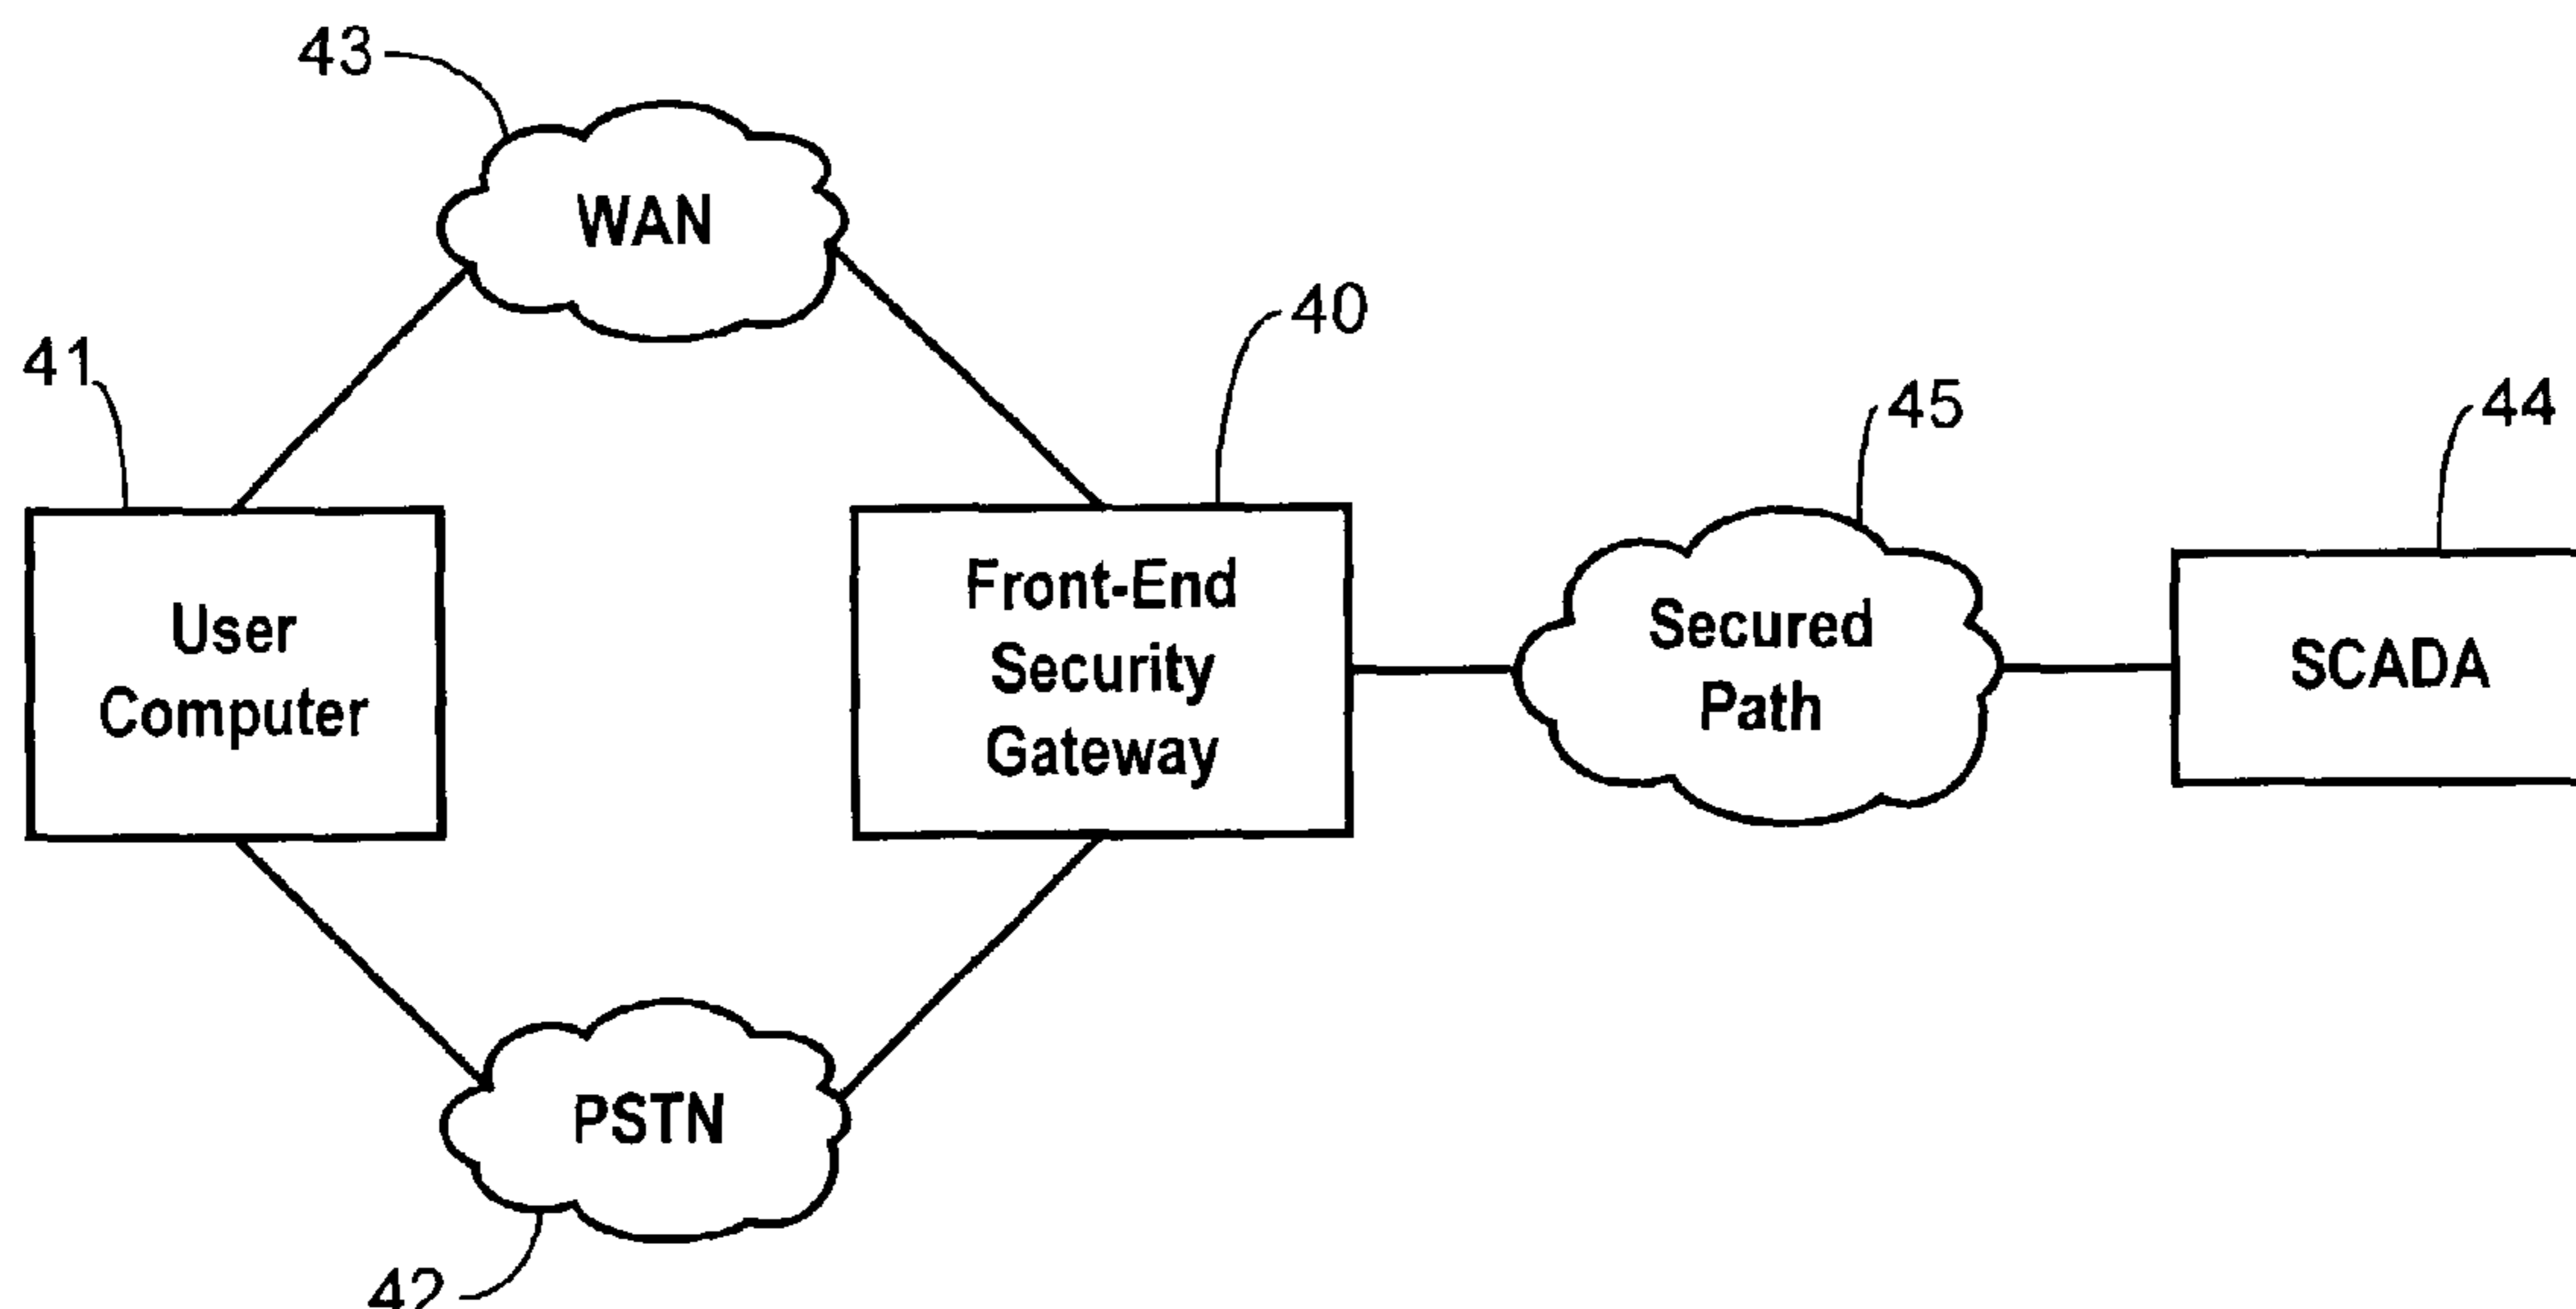 43
WAN
40
41
45
44
User
Computer
Front-End
Security
Gateway
Secured
Path
SCADA
PSTN
42